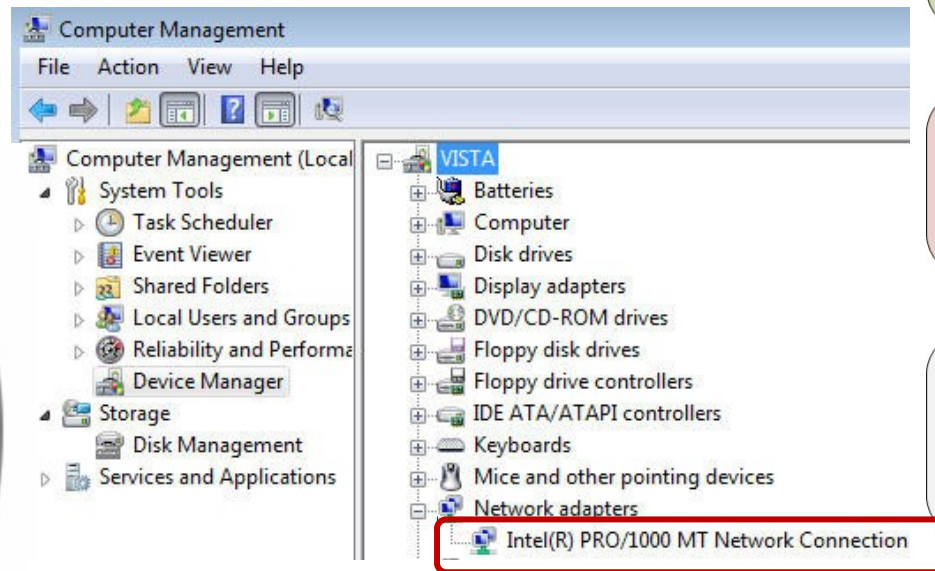 Computer Management
File Action View Help
Computer Management (Local
System Tools
Task Scheduler
Event Viewer
Shared Folders
Local Users and Groups
Reliability and Performa
Device Manager
Storage
Disk Management
Services and Applications
VISTA
Batteries
Computer
Disk drives
Display adapters
DVD/CD-ROM drives
Floppy disk drives
Floppy drive controllers
IDE ATA/ATAPI controllers
Keyboards
Mice and other pointing devices
Network adapters
Intel(R) PRO/1000 MT Network Connection